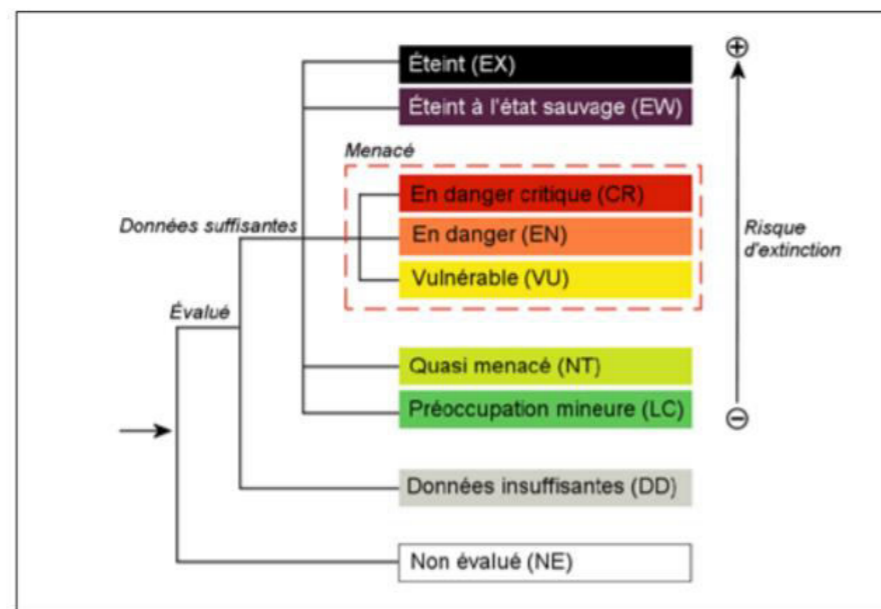 Éteint (EX)
Éteint à l'état sauvage (EW)
Menacé
En danger critique (CR)
Données suffisantes
En danger (EN)
Risque
d'extinction
Vulnérable (VU)
Évalué
Quasi menacé (NT)
Préoccupation mineure (LC)
Données insuffisantes (DD)
Non évalué (NE)